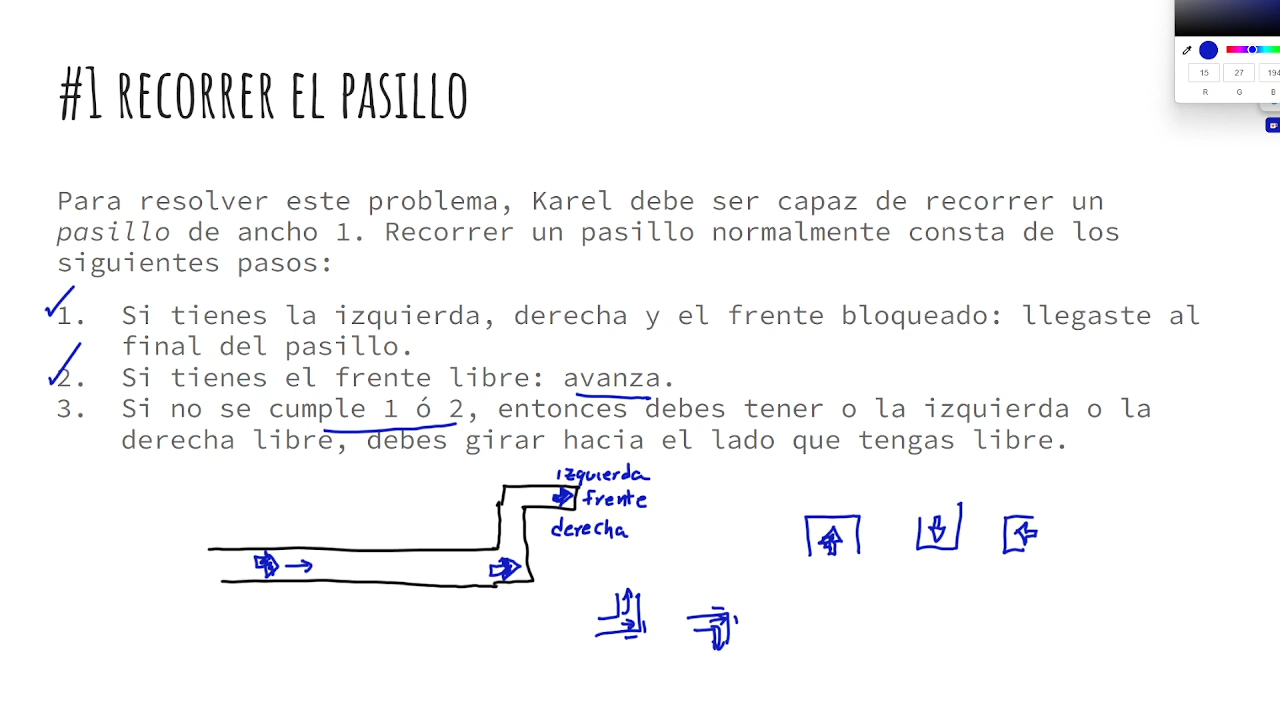 #1 RECORRER EL PASILLO
15
27
194
R
G
B
Para resolver este problema, Karel debe ser capaz de recorrer un
pasillo de ancho 1. Recorrer un pasillo normalmente consta de los
siguientes pasos:
1. Si tienes la izquierda, derecha y el frente bloqueado: llegaste al
final del pasillo.
2. Si tienes el frente libre: avanza.
3. Si no se cumple 1 ó 2, entonces debes tener o la izquierda o la
derecha libre, debes girar hacia el lado que tengas libre.
izquierda
frente
derecha